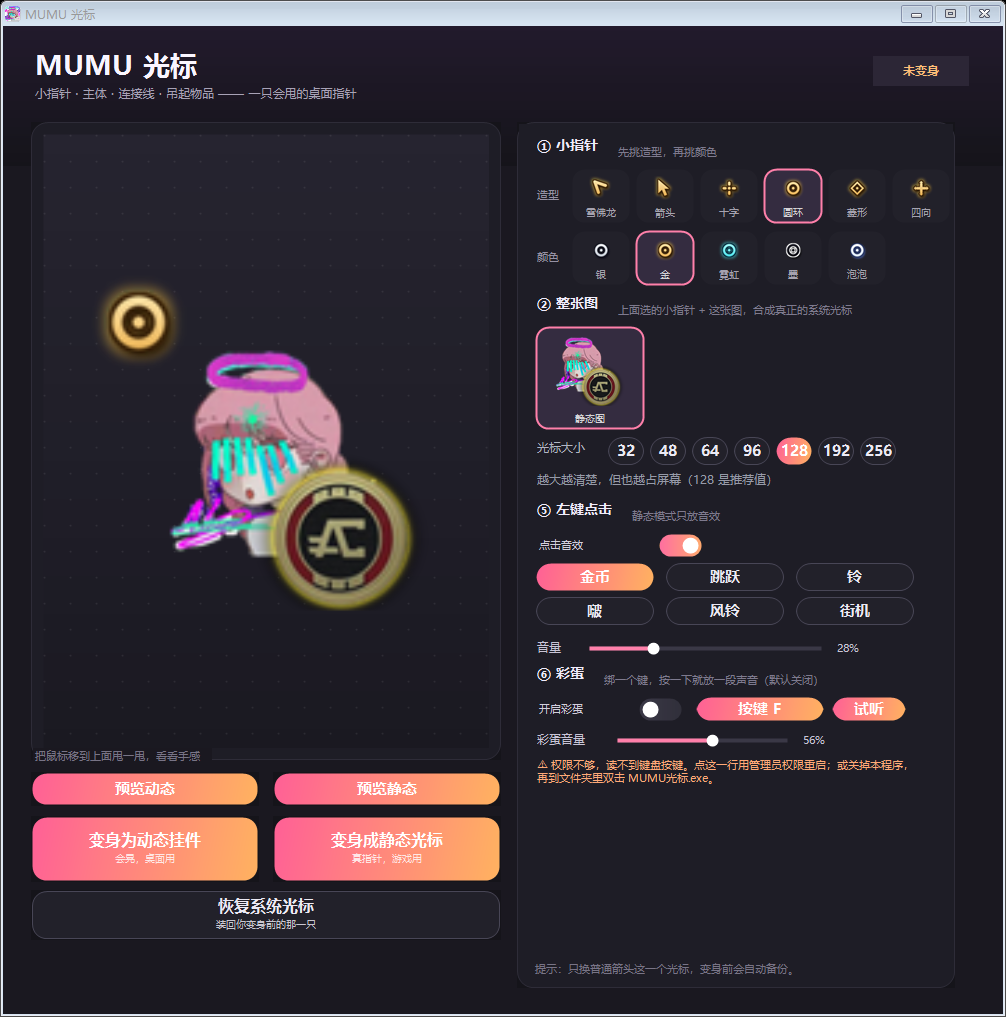 MUMU 光标
MUMU 光标
小指针 · 主体 · 连接线 · 吊起物品 —— 一只会甩的桌面指针
未变身
把鼠标移到上面甩一甩，看看手感
预览动态
预览静态
变身为动态挂件
会亮，桌面用
变身成静态光标
真指针，游戏用
恢复系统光标
装回你变身前的那一只
① 小指针 先挑造型，再挑颜色
造型
雪佛龙
箭头
十字
圆环
菱形
四向
颜色
银
金
霓虹
墨
泡泡
② 整张图 上面选的小指针 + 这张图，合成真正的系统光标
静态图
光标大小 32 48 64 96 128 192 256
越大越清楚，但也越占屏幕（128 是推荐值）
⑤ 左键点击 静态模式只放音效
点击音效
金币 跳跃 铃
啵 风铃 街机
音量 28%
⑥ 彩蛋 绑一个键，按一下就放一段声音（默认关闭）
开启彩蛋 按键 F 试听
彩蛋音量 56%
⚠ 权限不够，读不到键盘按键。点这一行用管理员权限重启；或关掉本程序，
再到文件夹里双击 MUMU光标.exe。
提示：只换普通箭头这一个光标，变身前会自动备份。